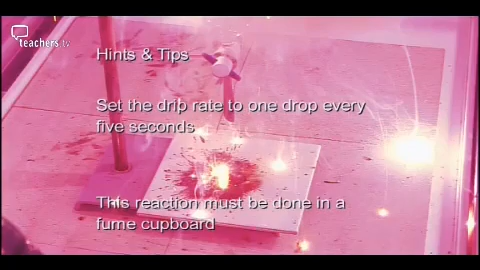 teachers.tv
Hints & Tips
Set the drip rate to one drop every
five seconds
This reaction must be done in a
fume cupboard